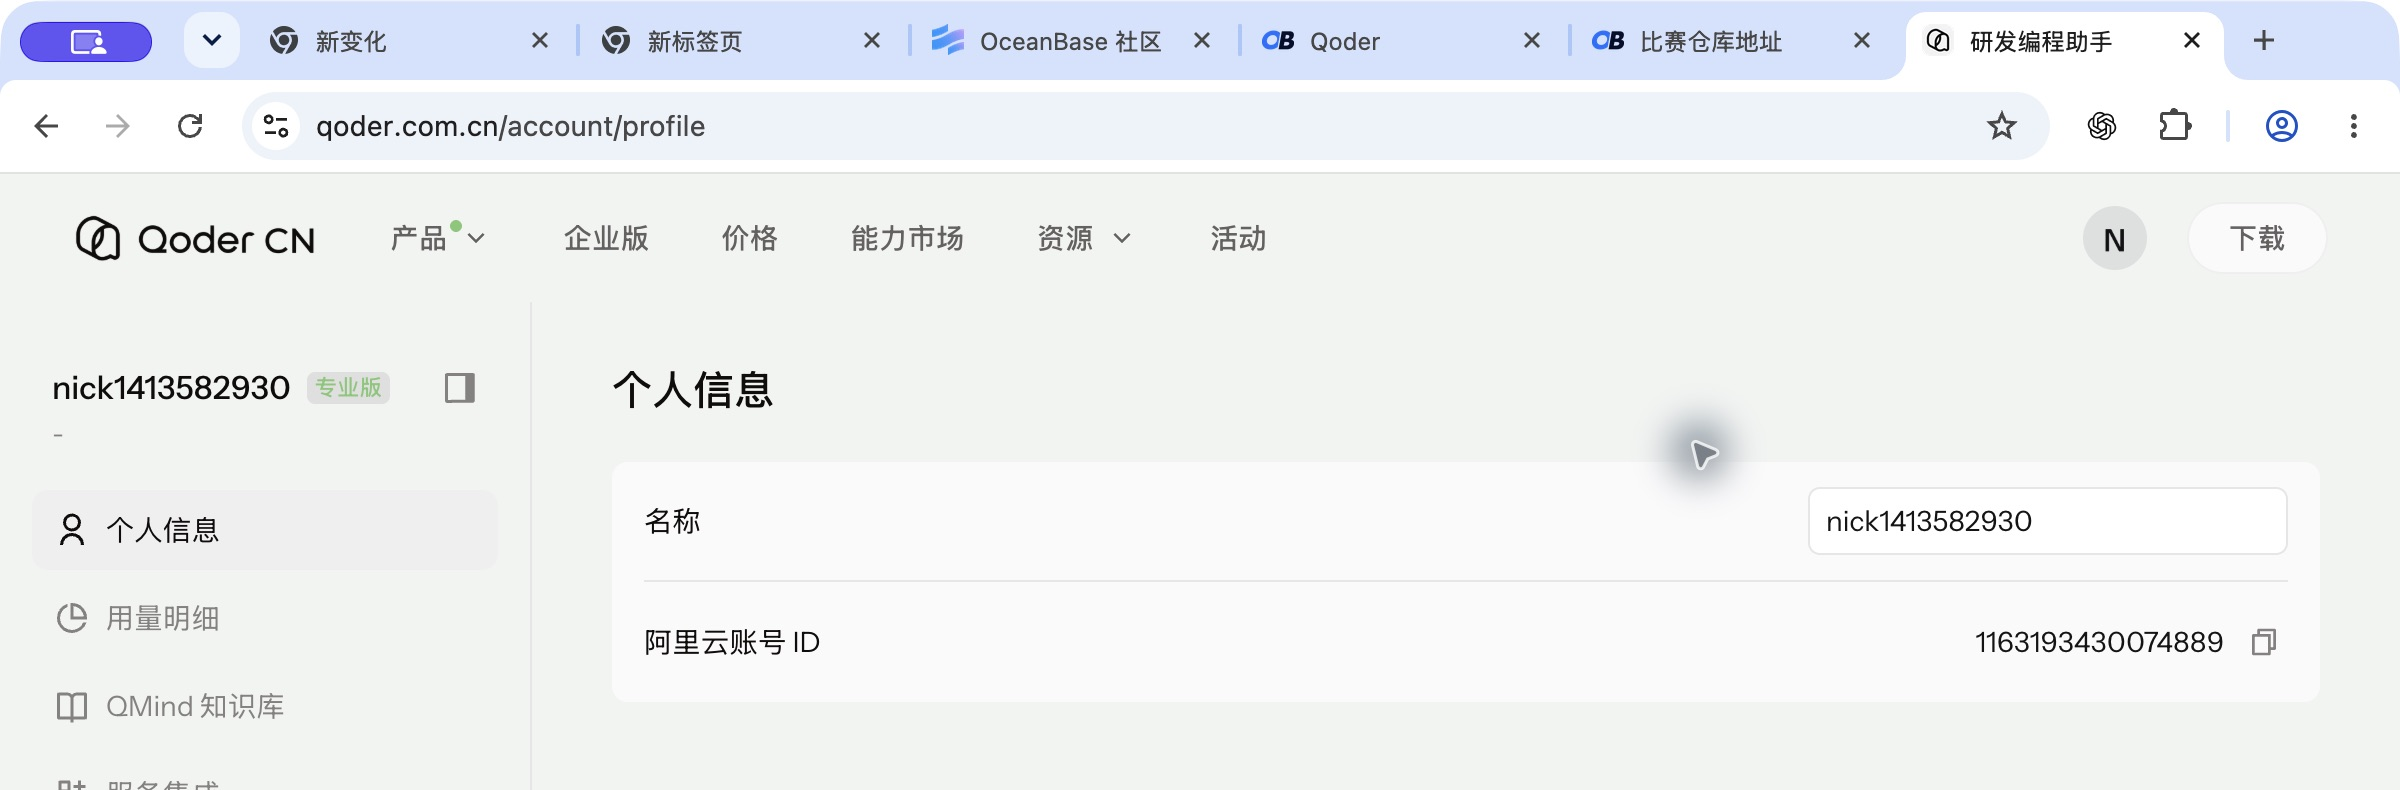 新变化
新标签页
OceanBase 社区
Qoder
比赛仓库地址
研发编程助手
qoder.com.cn/account/profile
Qoder CN
产品
企业版
价格
能力市场
资源
活动
N
下载
nick1413582930 专业版
-
个人信息
用量明细
QMind 知识库
服务集成
个人信息
名称
nick1413582930
阿里云账号 ID
1163193430074889